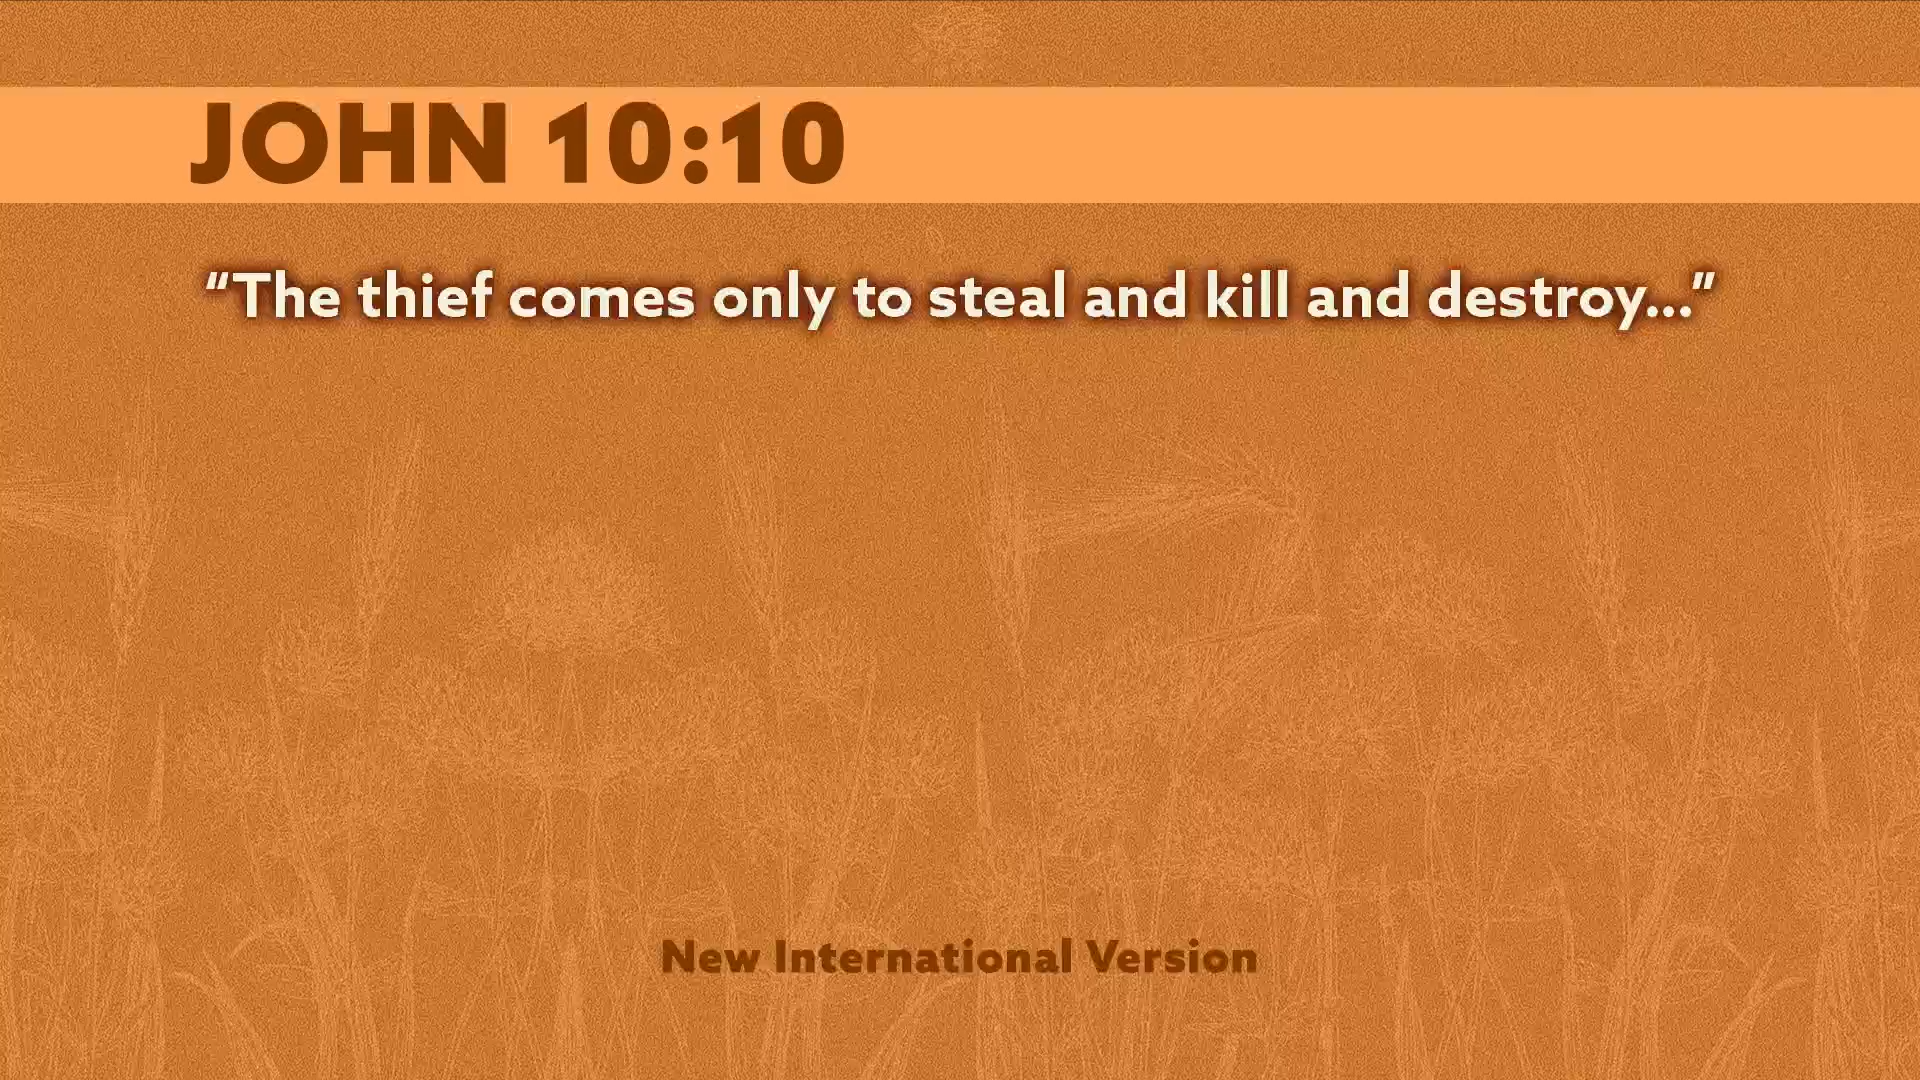 JOHN 10:10
“The thief comes only to steal and kill and destroy...”
New International Version